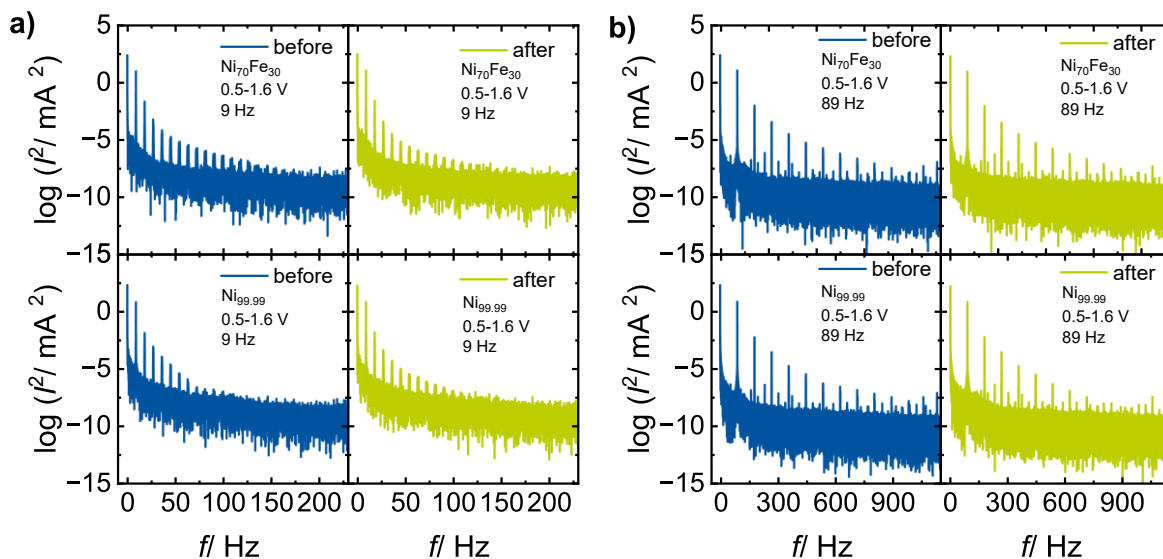 a)
5
0
−5
−10
−15
log (I²/ mA ²)
before
Ni₇₀Fe₃₀
0.5-1.6 V
9 Hz
after
Ni₇₀Fe₃₀
0.5-1.6 V
9 Hz
0
−5
−10
−15
log (I²/ mA ²)
before
Ni₉₉.₉₉
0.5-1.6 V
9 Hz
after
Ni₉₉.₉₉
0.5-1.6 V
9 Hz
0 50 100 150 200
0 50 100 150 200
f/ Hz
f/ Hz
b)
5
0
−5
−10
−15
log (I²/ mA ²)
before
Ni₇₀Fe₃₀
0.5-1.6 V
89 Hz
after
Ni₇₀Fe₃₀
0.5-1.6 V
89 Hz
0
−5
−10
−15
log (I²/ mA ²)
before
Ni₉₉.₉₉
0.5-1.6 V
89 Hz
after
Ni₉₉.₉₉
0.5-1.6 V
89 Hz
0 300 600 900
0 300 600 900
f/ Hz
f/ Hz